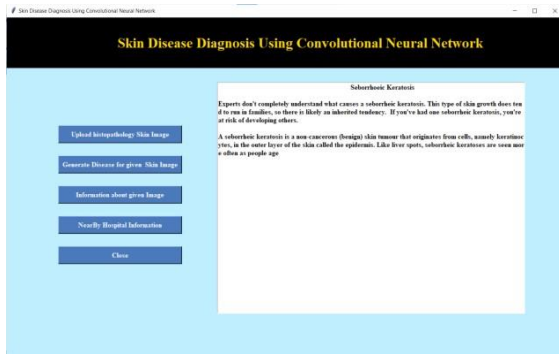 Skin Disease Diagnosis Using Convolutional Neural Network
Skin Disease Diagnosis Using Convolutional Neural Network
Seborrhoeic Keratosis
Experts don't completely understand what causes a seborrheic keratosis. This type of skin growth does ten
d to run in families, so there is likely an inherited tendency. If you've had one seborrheic keratosis, you're
at risk of developing others.
A seborrheic keratosis is a non-cancerous (benign) skin tumour that originates from cells, namely keratinoc
ytes, in the outer layer of the skin called the epidermis. Like liver spots, seborrheic keratoses are seen mor
e often as people age
Upload histopathology Skin Image
Generate Disease for given Skin Image
Information about given Image
NearBy Hospital Information
Close